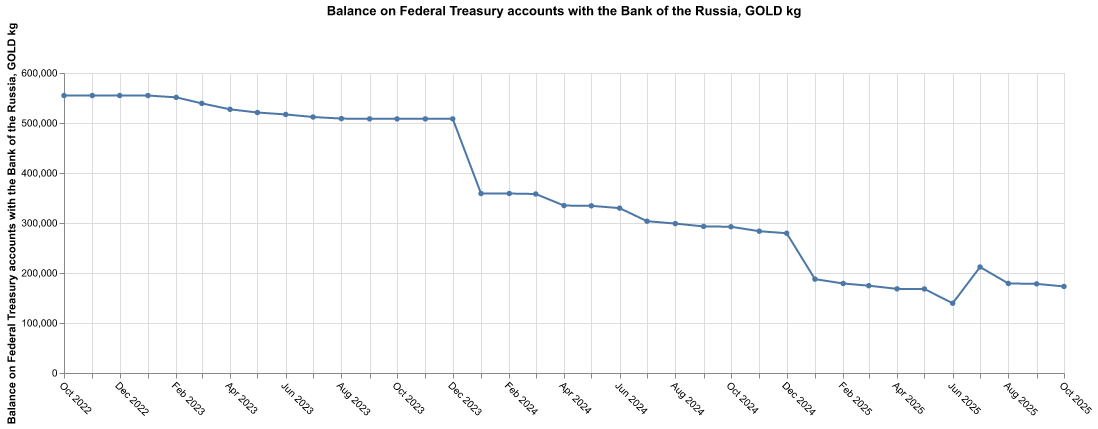 Balance on Federal Treasury accounts with the Bank of the Russia, GOLD kg
Balance on Federal Treasury accounts with the Bank of the Russia, GOLD kg
600,000
500,000
400,000
300,000
200,000
100,000
0
Oct 2022
Dec 2022
Feb 2023
Apr 2023
Jun 2023
Aug 2023
Oct 2023
Dec 2023
Feb 2024
Apr 2024
Jun 2024
Aug 2024
Oct 2024
Dec 2024
Feb 2025
Apr 2025
Jun 2025
Aug 2025
Oct 2025